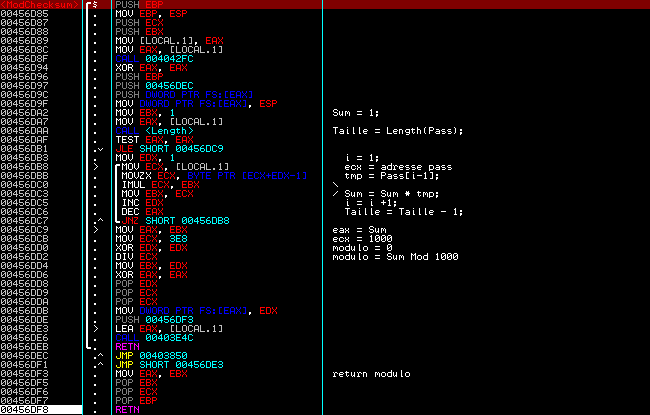 <ModChecksum> $ PUSH EBP
00456D85 . MOV EBP, ESP
00456D87 . PUSH ECX
00456D88 . PUSH EBX
00456D89 . MOV [LOCAL.1], EAX
00456D8C . MOV EAX, [LOCAL.1]
00456D8F . CALL 004042FC
00456D94 . XOR EAX, EAX
00456D96 . PUSH EBP
00456D97 . PUSH 00456DEC
00456D9C . PUSH DWORD PTR FS:[EAX]
00456D9F . MOV DWORD PTR FS:[EAX], ESP
00456DA2 . MOV EBX, 1 Sum = 1;
00456DA7 . MOV EAX, [LOCAL.1]
00456DAA . CALL <Length> Taille = Length(Pass);
00456DAF . TEST EAX, EAX
00456DB1 .v JLE SHORT 00456DC9
00456DB3 . MOV EDX, 1 i = 1;
00456DB8 > MOV ECX, [LOCAL.1] ecx = adresse pass
00456DBB . MOVZX ECX, BYTE PTR [ECX+EDX-1] tmp = Pass[i-1];
00456DC0 . IMUL ECX, EBX \
00456DC3 . MOV EBX, ECX / Sum = Sum * tmp;
00456DC5 . INC EDX i = i +1;
00456DC6 . DEC EAX Taille = Taille - 1;
00456DC7 .^ JNZ SHORT 00456DB8
00456DC9 > MOV EAX, EBX eax = Sum
00456DCB . MOV ECX, 3E8 ecx = 1000
00456DD0 . XOR EDX, EDX modulo = 0
00456DD2 . DIV ECX modulo = Sum Mod 1000
00456DD4 . MOV EBX, EDX
00456DD6 . XOR EAX, EAX
00456DD8 . POP EDX
00456DD9 . POP ECX
00456DDA . POP ECX
00456DDB . MOV DWORD PTR FS:[EAX], EDX
00456DDE . PUSH 00456DF3
00456DE3 > LEA EAX, [LOCAL.1]
00456DE6 . CALL 00403E4C
00456DEB . RETN
00456DEC .^ JMP 00403850
00456DF1 .^ JMP SHORT 00456DE3
00456DF3 . MOV EAX, EBX return modulo
00456DF5 . POP EBX
00456DF6 . POP ECX
00456DF7 . POP EBP
00456DF8 . RETN